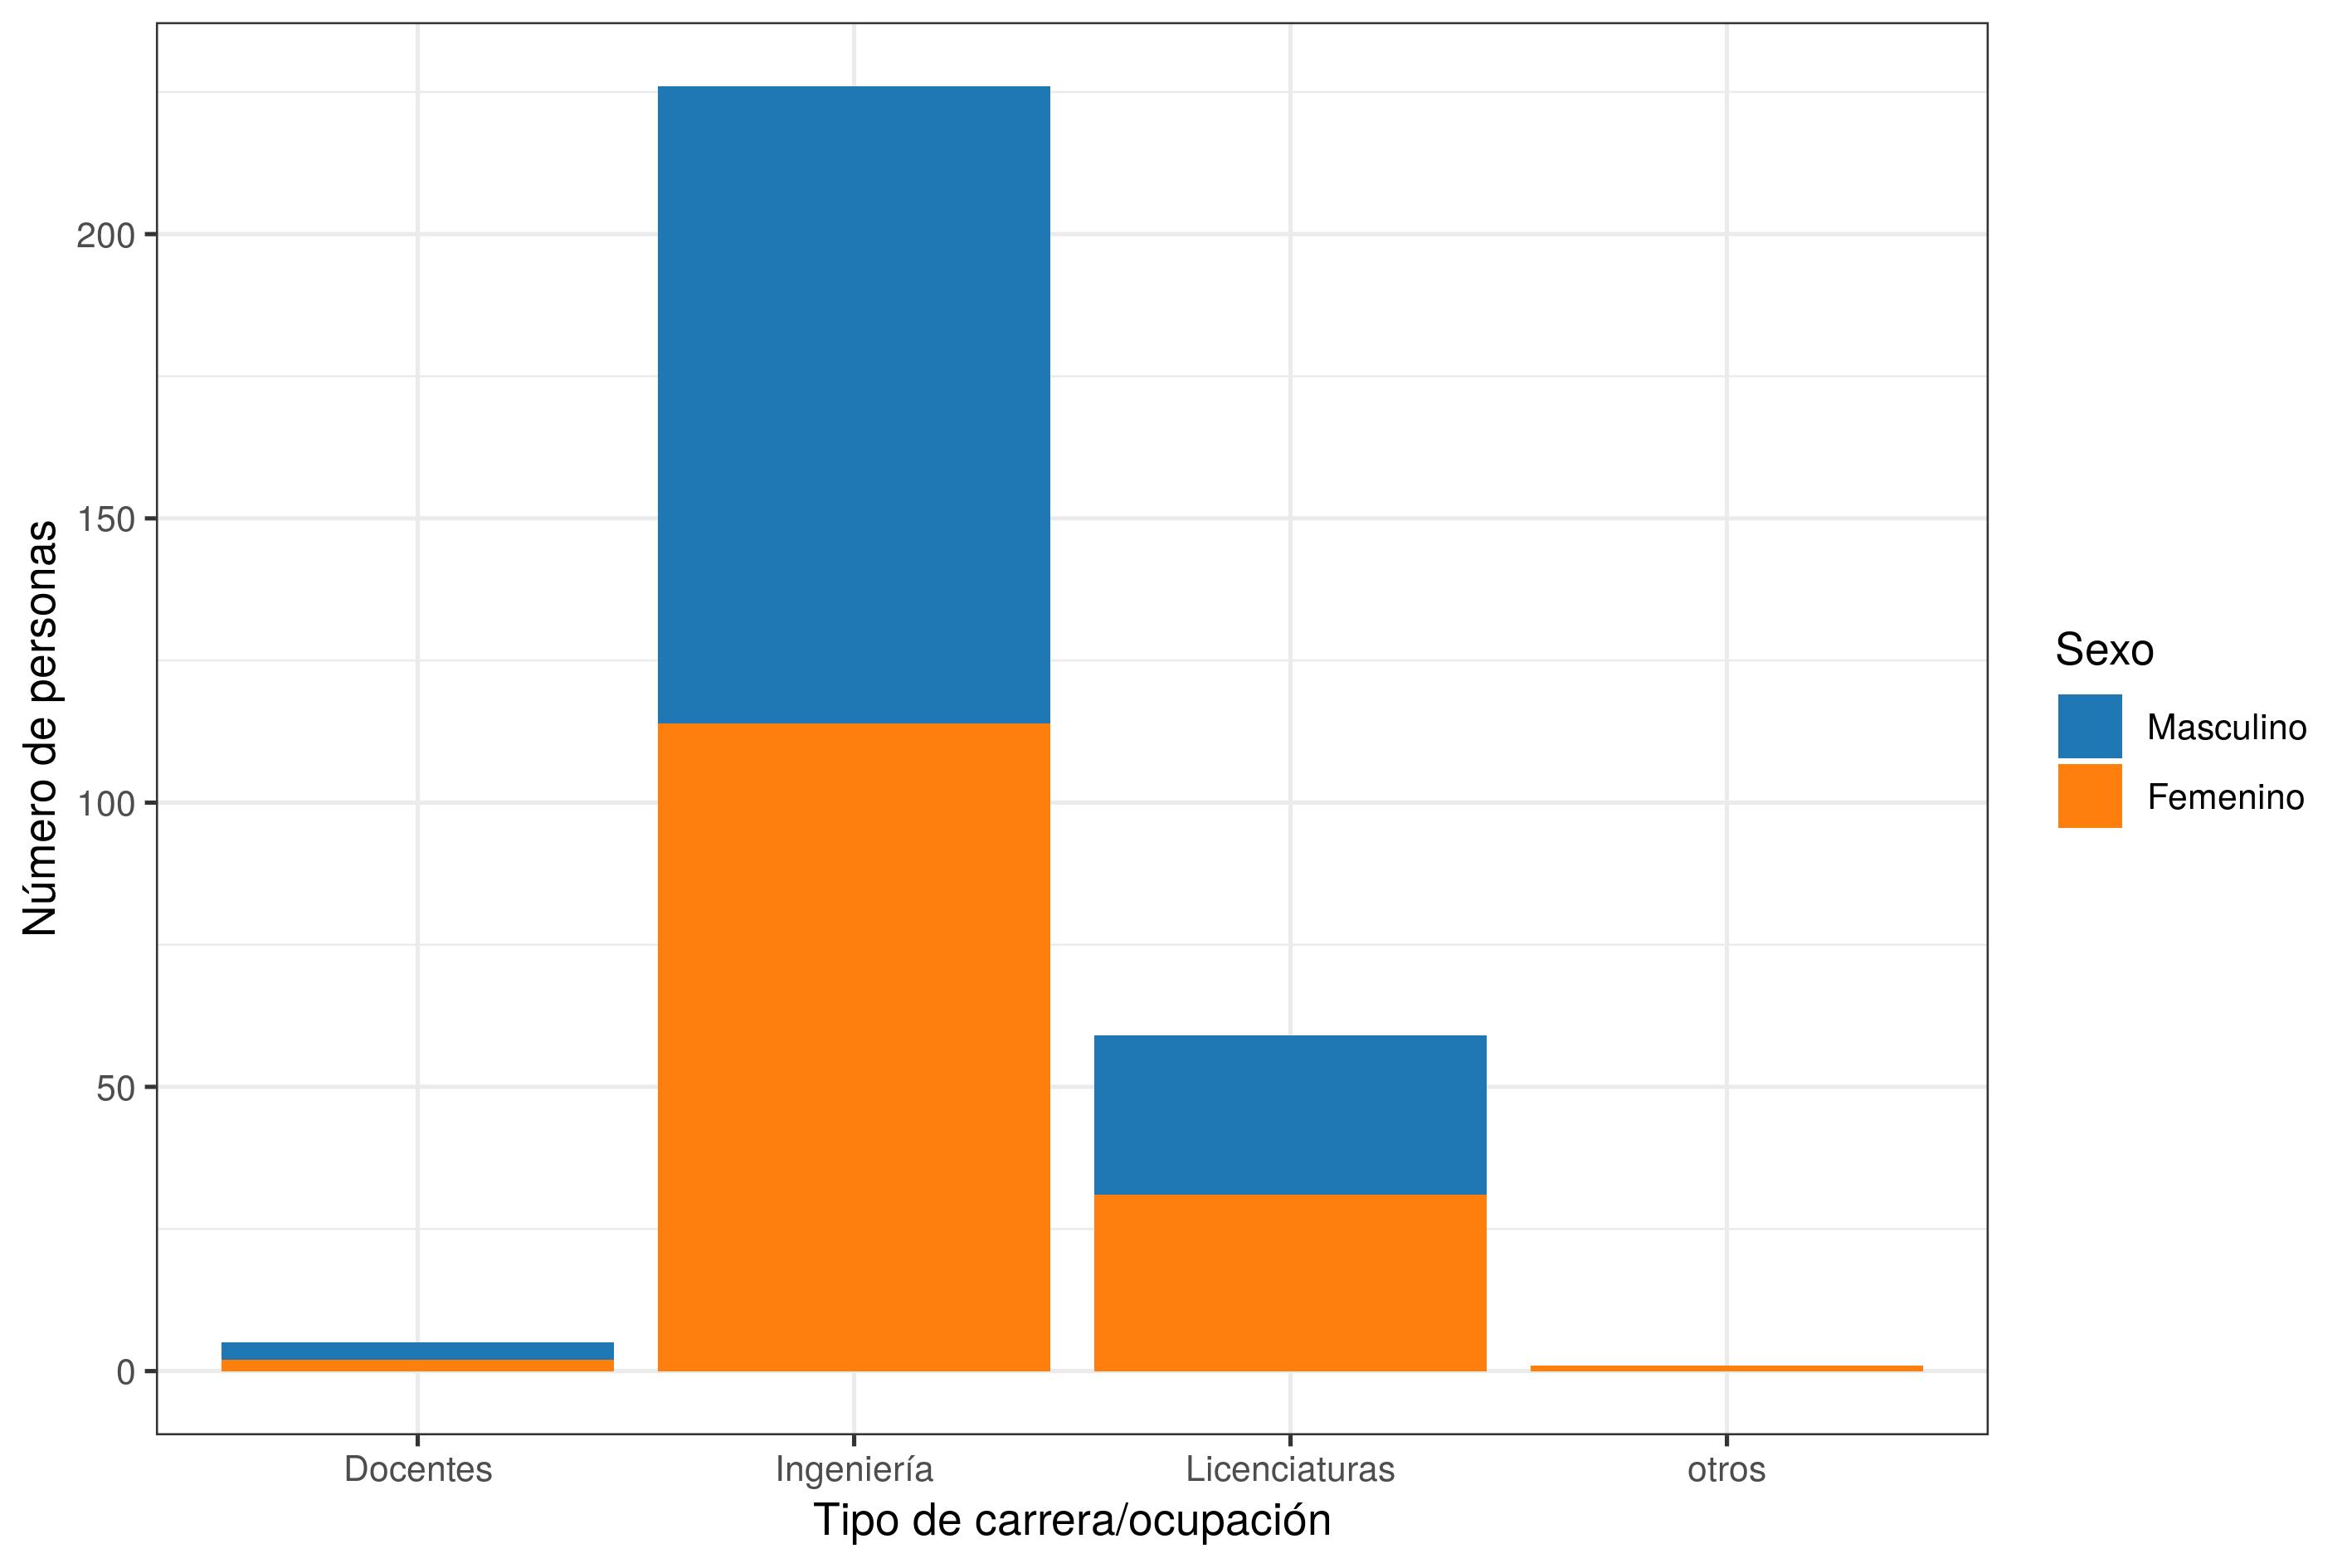 Número de personas
200
150
100
50
0
Docentes
Ingeniería
Licenciaturas
otros
Tipo de carrera/ocupación
Sexo
Masculino
Femenino